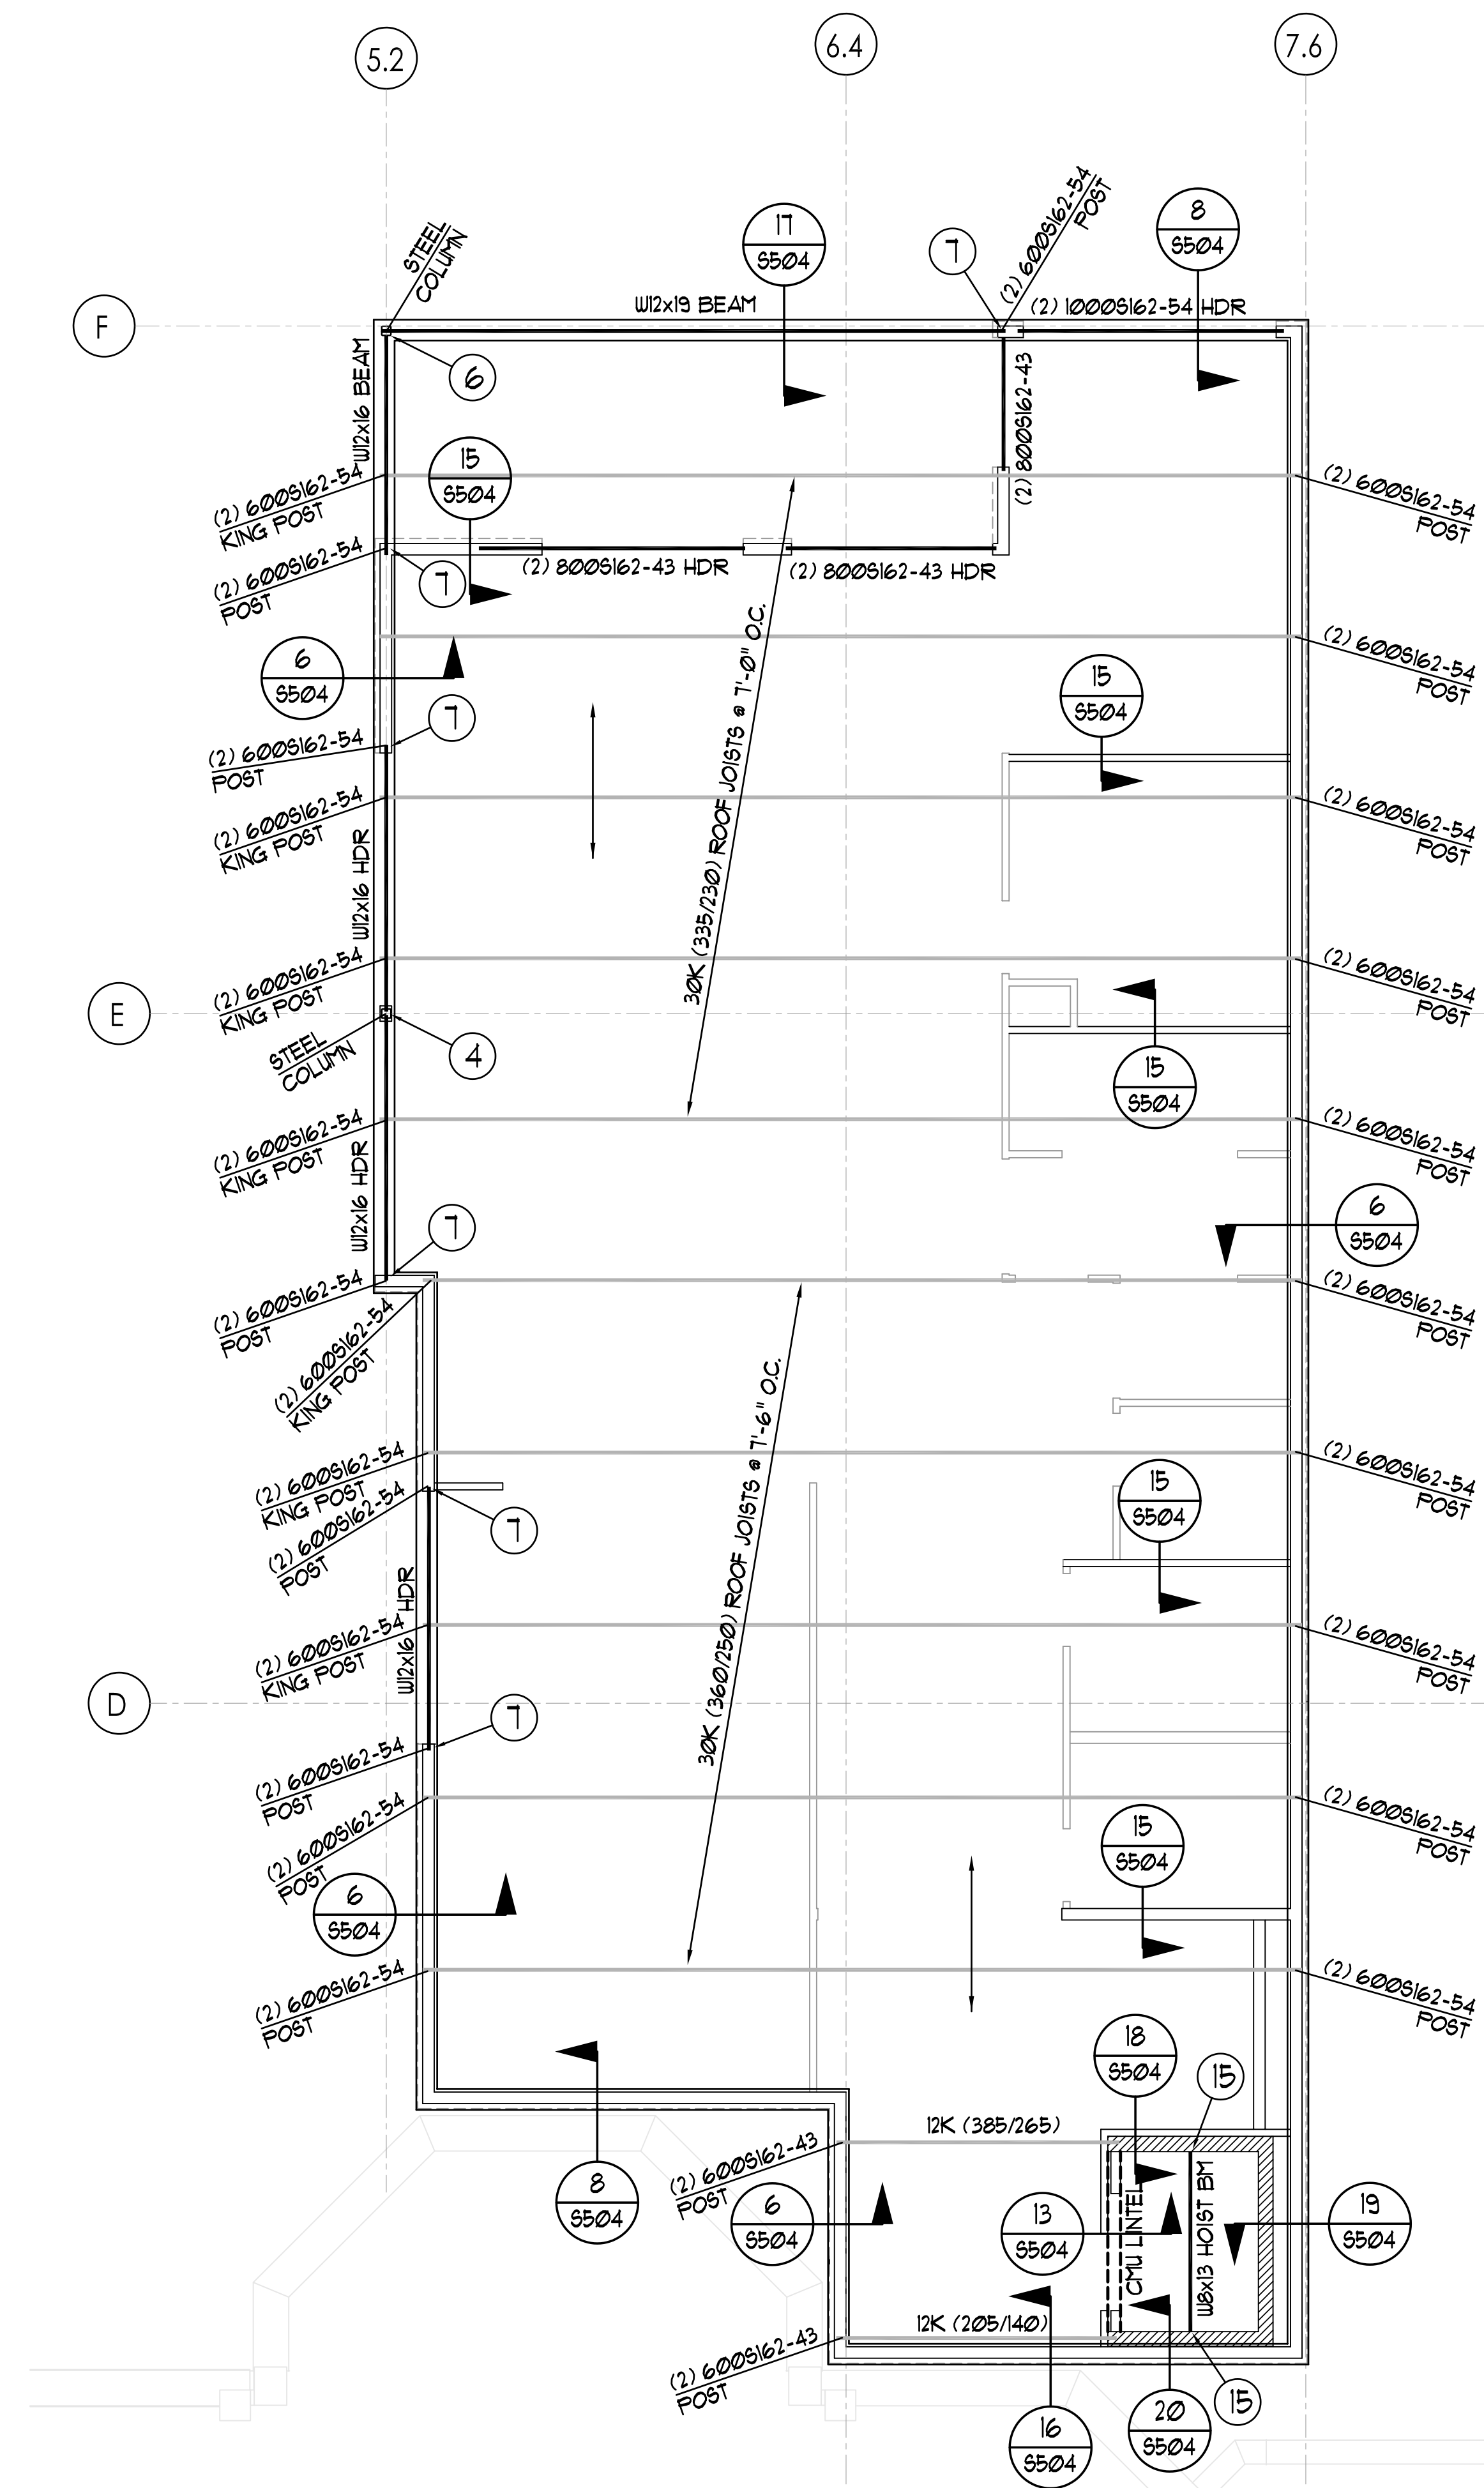 5.2
6.4
7.6
STEEL
COLUMN
17
S504
7
(2) 600S162-54
POST
8
S504
F
W12x19 BEAM
(2) 1000S162-54 HDR
W12x16 BEAM
6
(2) 800S162-43
15
S504
(2) 600S162-54
KING POST
(2) 600S162-54
POST
(2) 600S162-54
POST
7
(2) 800S162-43 HDR
(2) 800S162-43 HDR
6
S504
(2) 600S162-54
POST
15
S504
7
(2) 600S162-54
POST
30K (335/230) ROOF JOISTS @ 7'-0" O.C.
(2) 600S162-54
KING POST
(2) 600S162-54
POST
W12x16 HDR
(2) 600S162-54
KING POST
(2) 600S162-54
POST
E
STEEL
COLUMN
4
15
S504
(2) 600S162-54
KING POST
(2) 600S162-54
POST
W12x16 HDR
7
6
S504
(2) 600S162-54
POST
(2) 600S162-54
KING POST
(2) 600S162-54
POST
30K (360/250) ROOF JOISTS @ 7'-6" O.C.
(2) 600S162-54
KING POST
(2) 600S162-54
POST
(2) 600S162-54
POST
7
15
S504
W12x16 HDR
(2) 600S162-54
KING POST
(2) 600S162-54
POST
D
7
(2) 600S162-54
POST
(2) 600S162-54
POST
(2) 600S162-54
POST
15
S504
6
S504
(2) 600S162-54
POST
(2) 600S162-54
POST
18
S504
15
12K (385/265)
(2) 600S162-43
POST
8
S504
6
S504
13
S504
CMU LINTEL
W8x13 HOIST BM
19
S504
12K (205/140)
(2) 600S162-43
POST
15
16
S504
20
S504